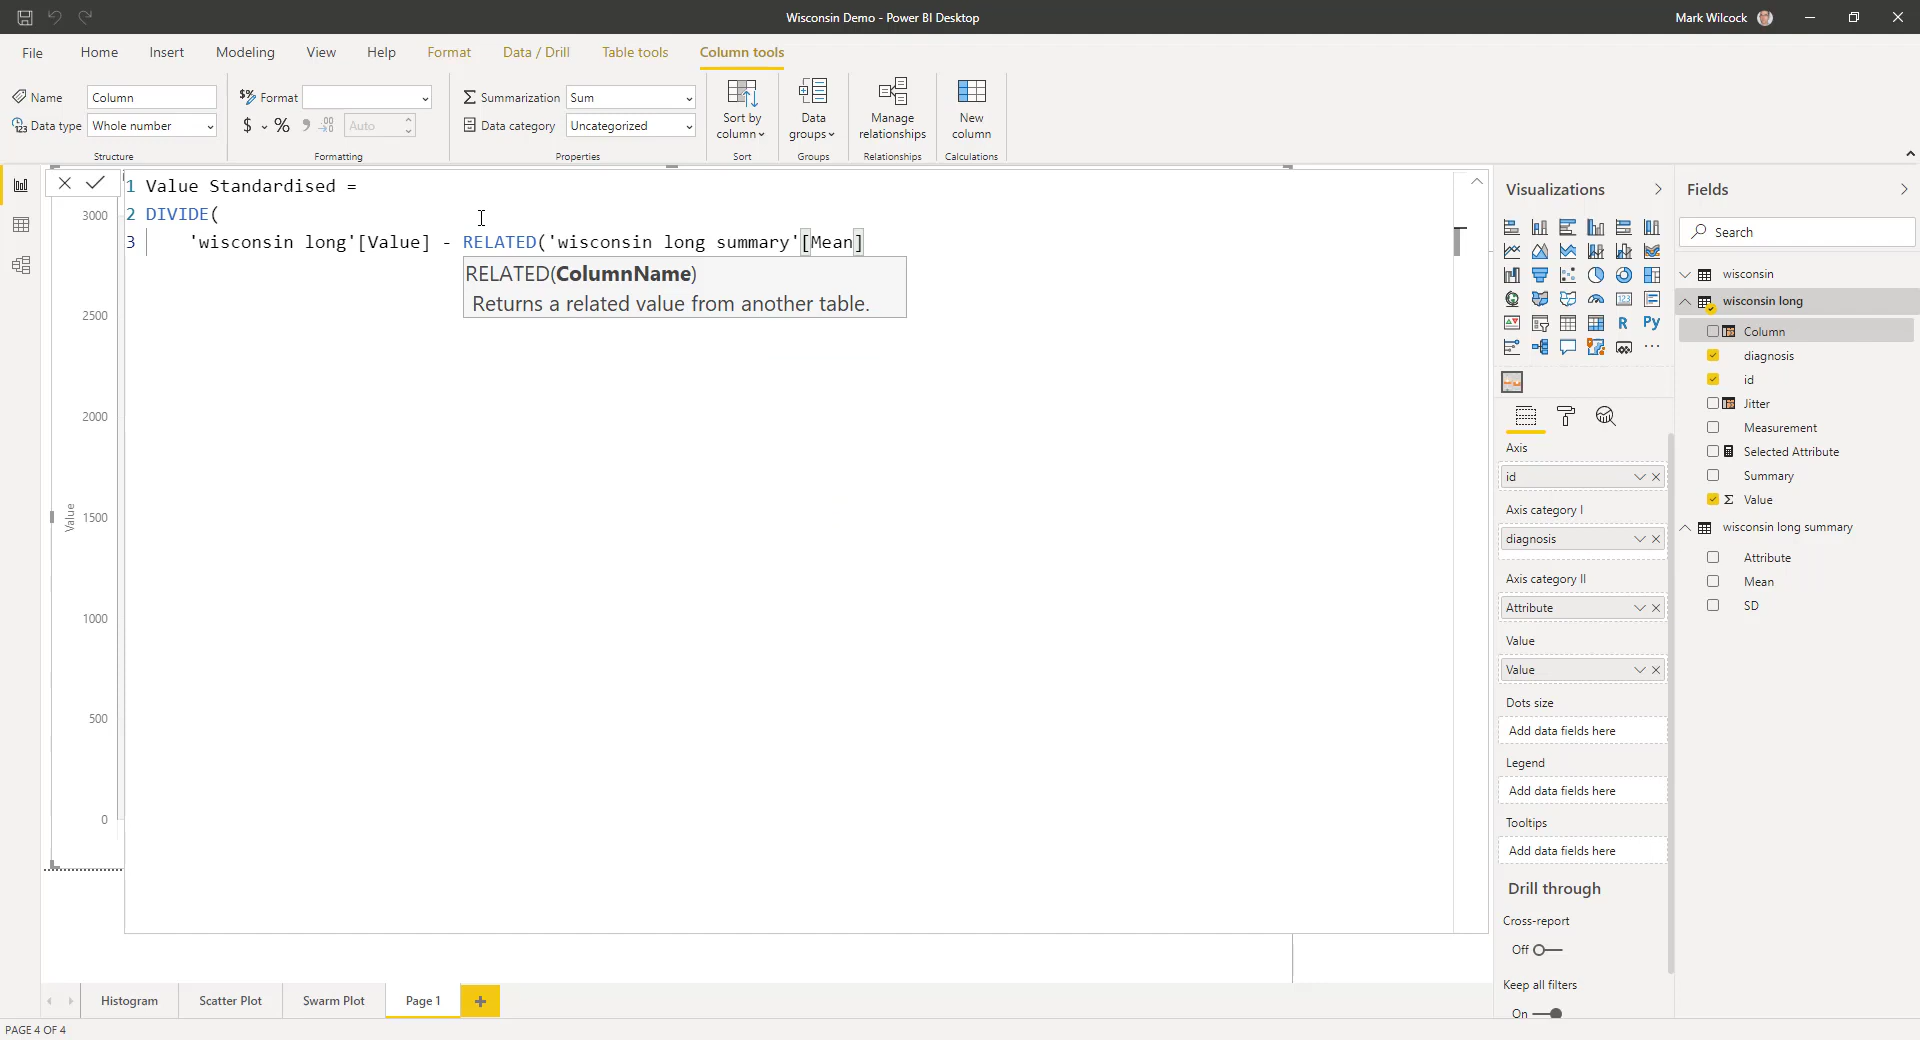 Wisconsin Demo - Power BI Desktop
Mark Wilcock
File Home Insert Modeling View Help Format Data / Drill Table tools Column tools
Name Column
Data type Whole number
Structure
Format
$ % Auto
Formatting
Summarization Sum
Data category Uncategorized
Properties
Sort by
column
Sort
Data
groups
Groups
Manage
relationships
Relationships
New
column
Calculations
1 Value Standardised =
2 DIVIDE(
3 'wisconsin long'[Value] - RELATED('wisconsin long summary'[Mean]
RELATED(ColumnName)
Returns a related value from another table.
3000
2500
2000
1500
1000
500
0
Value
Visualizations
R Py
123
Axis
id
Axis category I
diagnosis
Axis category II
Attribute
Value
Value
Dots size
Add data fields here
Legend
Add data fields here
Tooltips
Add data fields here
Drill through
Cross-report
Off
Keep all filters
On
Fields
Search
wisconsin
wisconsin long
Column
diagnosis
id
Jitter
Measurement
Selected Attribute
Summary
Σ Value
wisconsin long summary
Attribute
Mean
SD
Histogram Scatter Plot Swarm Plot Page 1 +
PAGE 4 OF 4